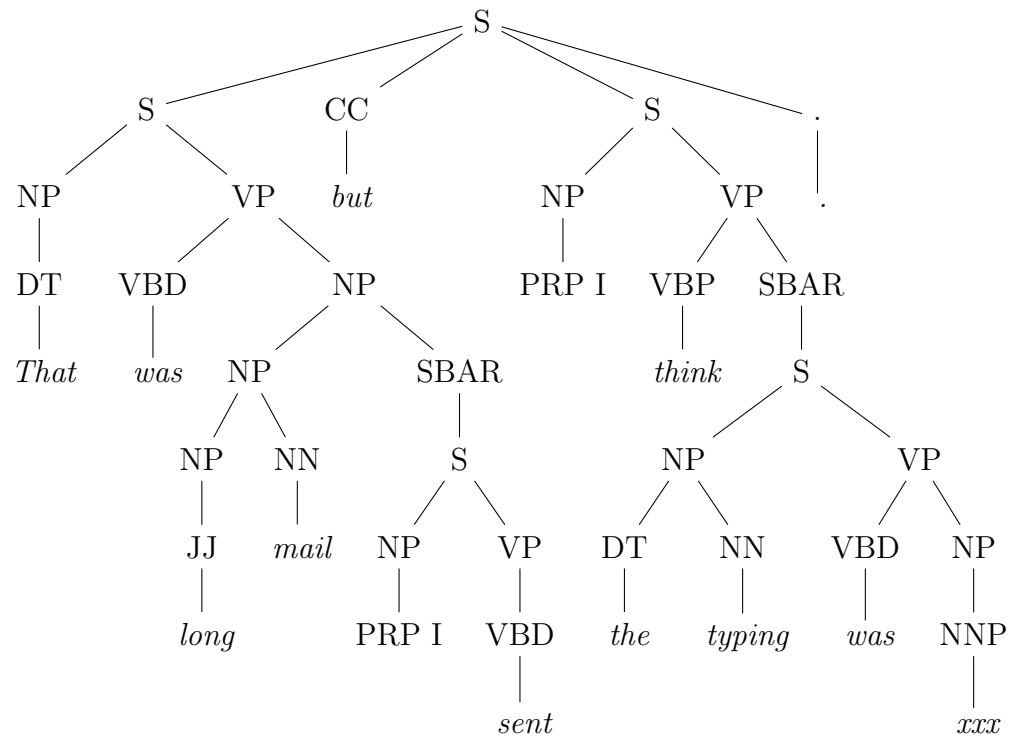 S
S CC S .
NP VP but NP VP .
DT VBD NP PRP I VBP SBAR
That was NP SBAR think S
NP NN S NP VP
JJ mail NP VP DT NN VBD NP
long PRP I VBD the typing was NNP
sent xxx